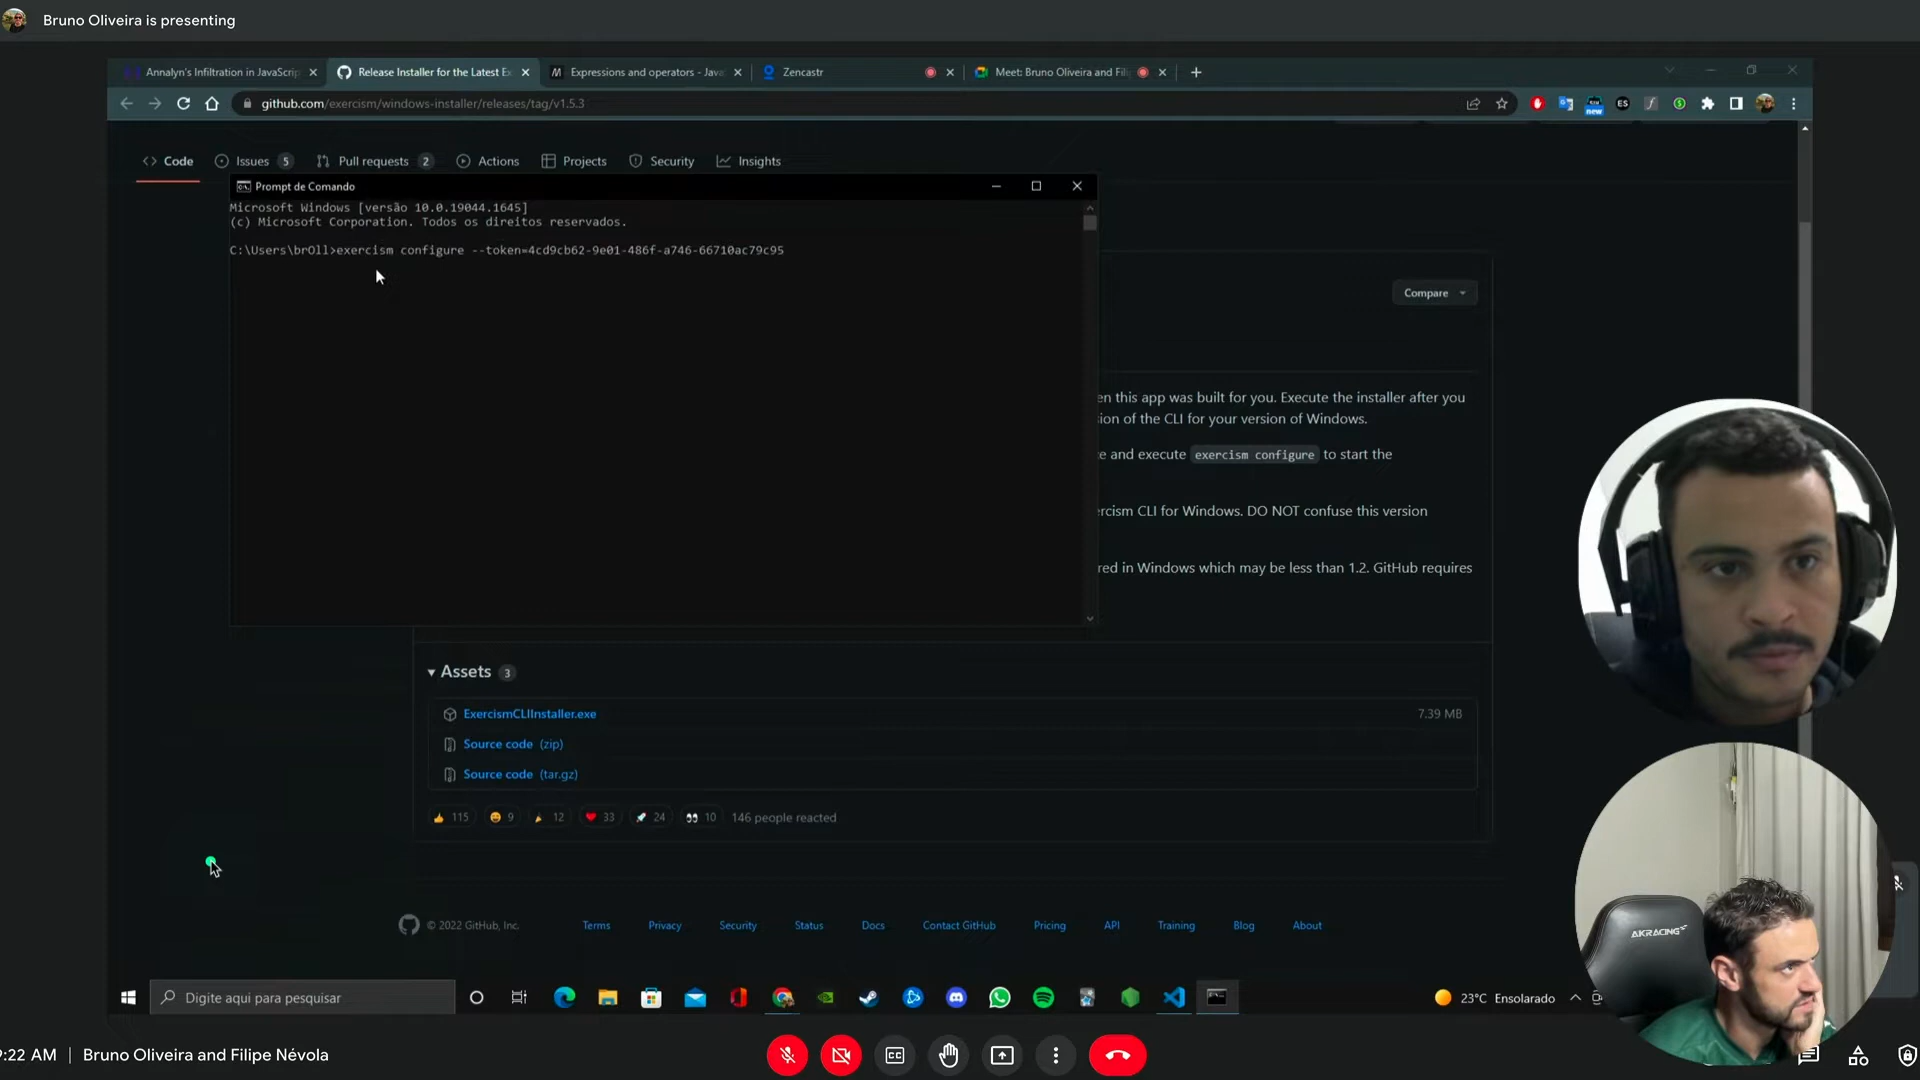 Bruno Oliveira is presenting
Annalyn's Infiltration in JavaScrip
Release Installer for the Latest Ex
Expressions and operators - Java
Zencastr
Meet: Bruno Oliveira and Fili
github.com/exercism/windows-installer/releases/tag/v1.5.3
new
ES
Code
Issues 5
Pull requests 2
Actions
Projects
Security
Insights
Prompt de Comando
Microsoft Windows [versão 10.0.19044.1645]
(c) Microsoft Corporation. Todos os direitos reservados.
C:\Users\brOll>exercism configure --token=4cd9cb62-9e01-486f-a746-66710ac79c95
Compare
en this app was built for you. Execute the installer after you
ion of the CLI for your version of Windows.
e and execute exercism configure to start the
rcism CLI for Windows. DO NOT confuse this version
red in Windows which may be less than 1.2. GitHub requires
Assets 3
ExercismCLIInstaller.exe
7.39 MB
Source code (zip)
Source code (tar.gz)
115
9
12
33
24
10
146 people reacted
AKRACING
© 2022 GitHub, Inc.
Terms
Privacy
Security
Status
Docs
Contact GitHub
Pricing
API
Training
Blog
About
Digite aqui para pesquisar
23°C Ensolarado
9:22 AM | Bruno Oliveira and Filipe Névola